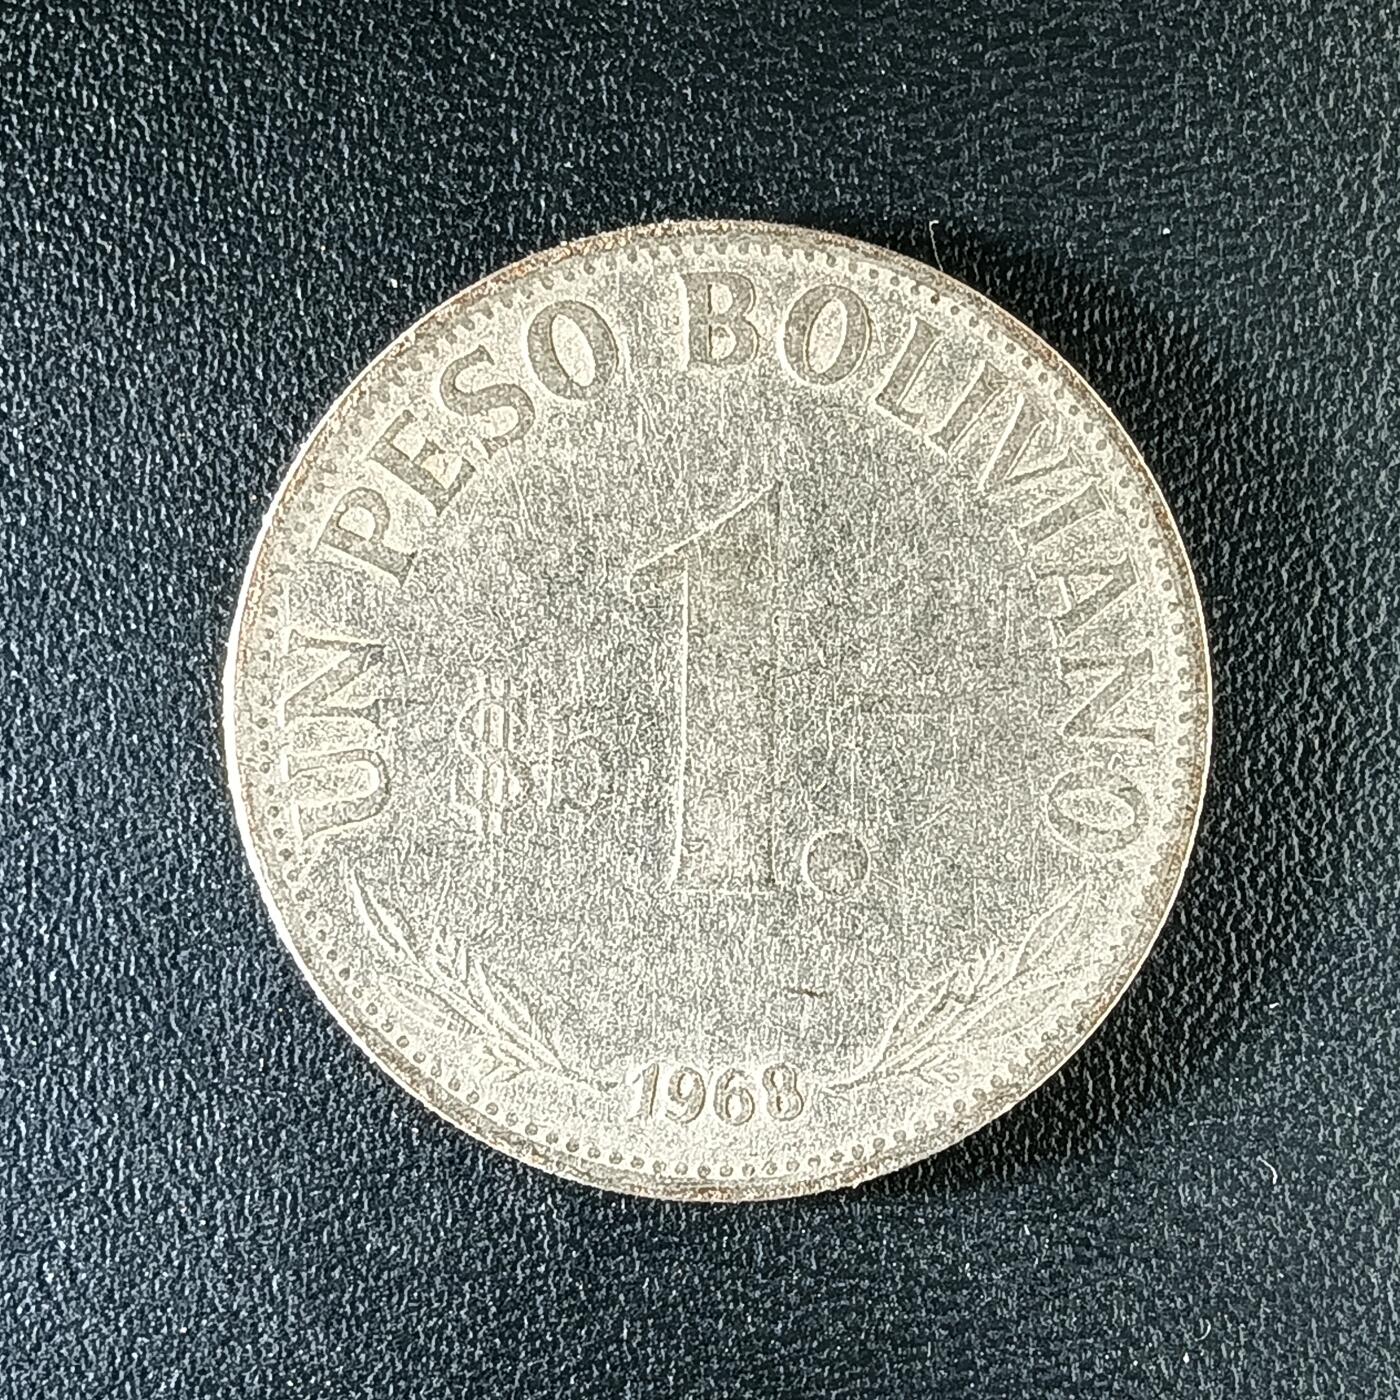 UN PESO BOLIVIANO
$b 1.
1968